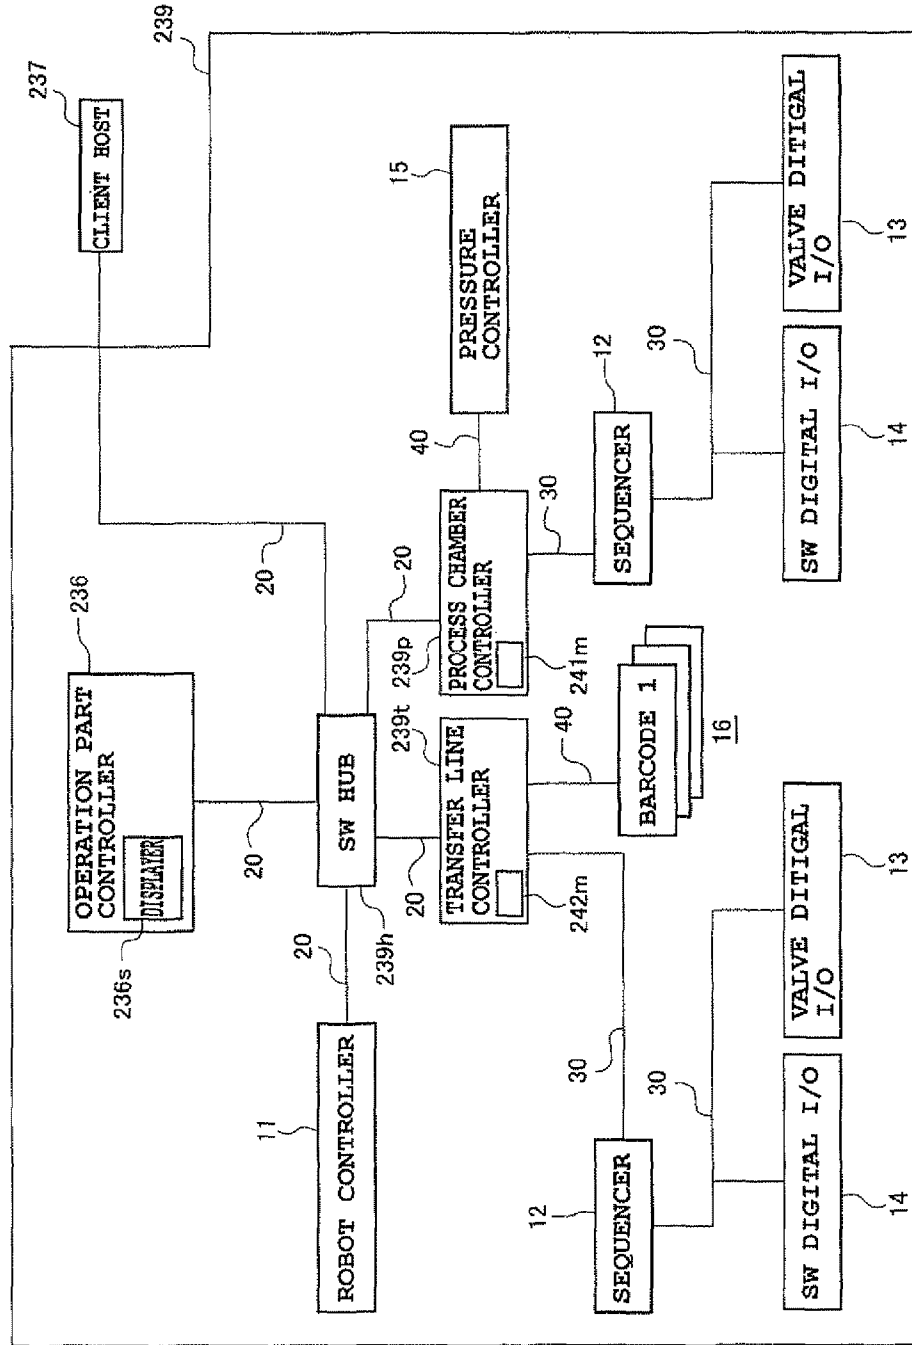 239
237
CLIENT HOST
236
OPERATION PART
CONTROLLER
DISPLAYER
236s
20
20
20
SW HUB
239h
20
20
11
ROBOT CONTROLLER
239t
TRANSFER LINE
CONTROLLER
242m
239p
PROCESS CHAMBER
CONTROLLER
241m
40
15
PRESSURE
CONTROLLER
40
BARCODE 1
16
30
30
12
SEQUENCER
12
SEQUENCER
30
30
SW DIGITAL I/O
14
VALVE DITIGAL
I/O
13
SW DIGITAL I/O
14
VALVE DITIGAL
I/O
13